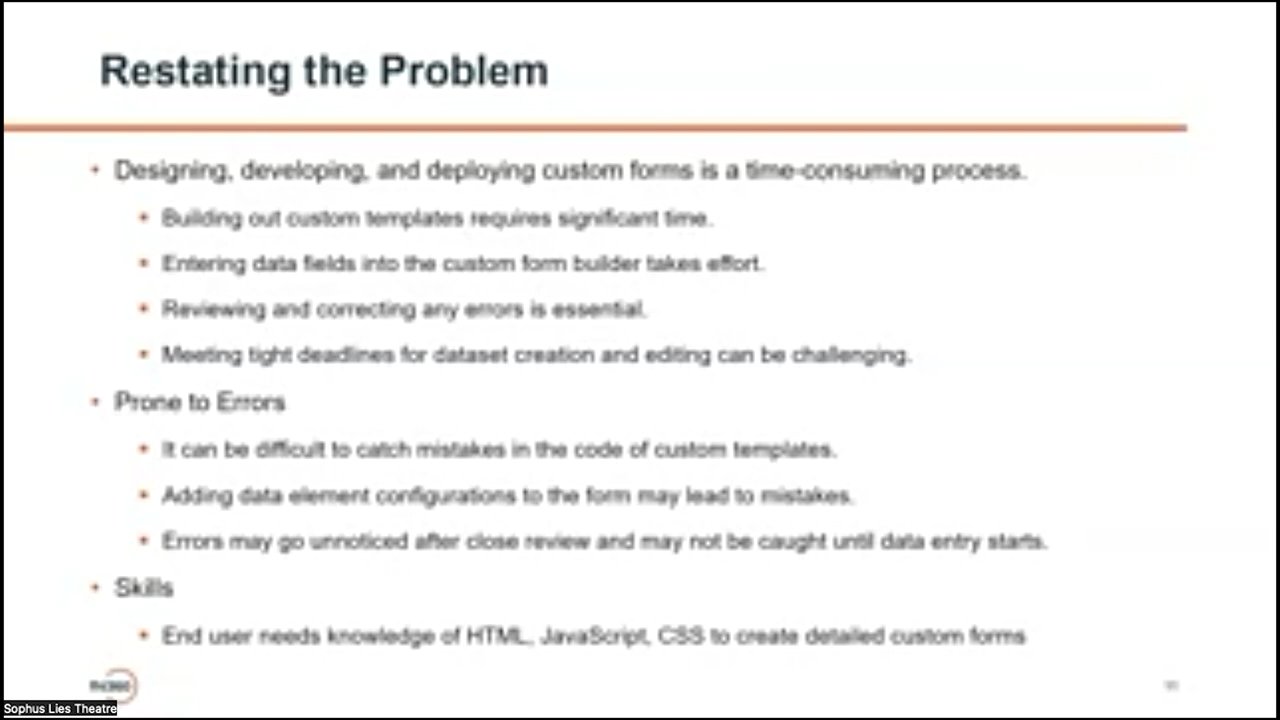 Restating the Problem
• Designing, developing, and deploying custom forms is a time-consuming process.
• Building out custom templates requires significant time.
• Entering data fields into the custom form builder takes effort.
• Reviewing and correcting any errors is essential.
• Meeting tight deadlines for dataset creation and editing can be challenging.
• Prone to Errors
• It can be difficult to catch mistakes in the code of custom templates.
• Adding data element configurations to the form may lead to mistakes.
• Errors may go unnoticed after close review and may not be caught until data entry starts.
• Skills
• End user needs knowledge of HTML, JavaScript, CSS to create detailed custom forms
Sophus Lies Theatre